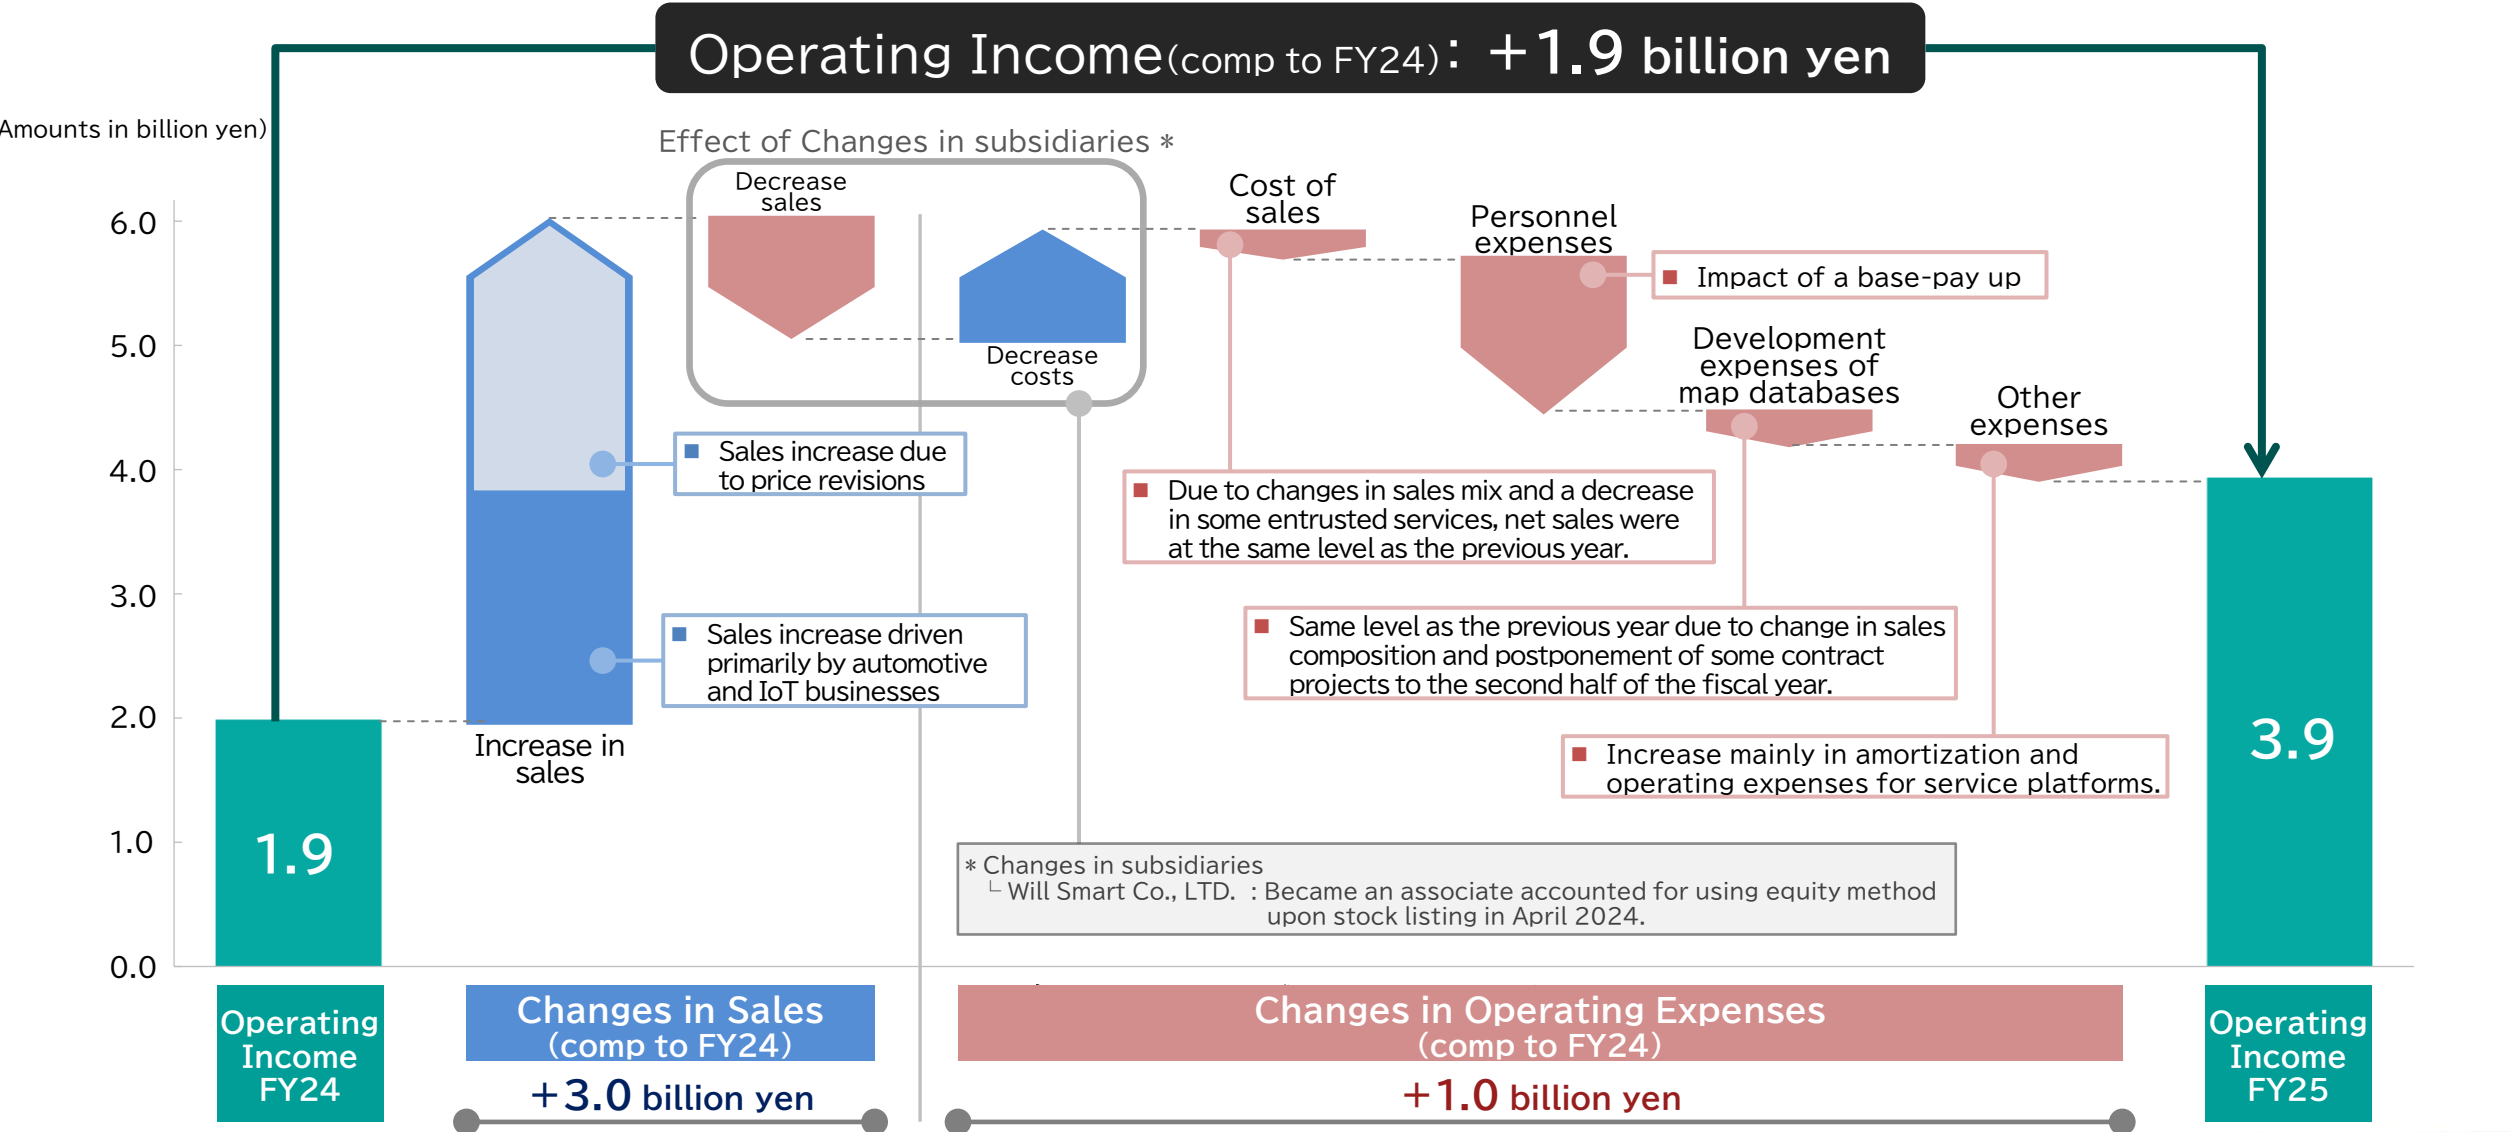 Operating Income(comp to FY24): +1.9 billion yen
Amounts in billion yen)
Effect of Changes in subsidiaries *
Decrease
sales
Decrease
costs
Cost of
sales
Personnel
expenses
Impact of a base-pay up
Development
expenses of
map databases
Other
expenses
6.0
5.0
4.0
3.0
2.0
1.0
0.0
Sales increase due
to price revisions
Sales increase driven
primarily by automotive
and IoT businesses
Increase in
sales
Due to changes in sales mix and a decrease
in some entrusted services, net sales were
at the same level as the previous year.
Same level as the previous year due to change in sales
composition and postponement of some contract
projects to the second half of the fiscal year.
Increase mainly in amortization and
operating expenses for service platforms.
1.9
3.9
* Changes in subsidiaries
└ Will Smart Co., LTD. : Became an associate accounted for using equity method
upon stock listing in April 2024.
Operating
Income
FY24
Changes in Sales
(comp to FY24)
+3.0 billion yen
Changes in Operating Expenses
(comp to FY24)
+1.0 billion yen
Operating
Income
FY25